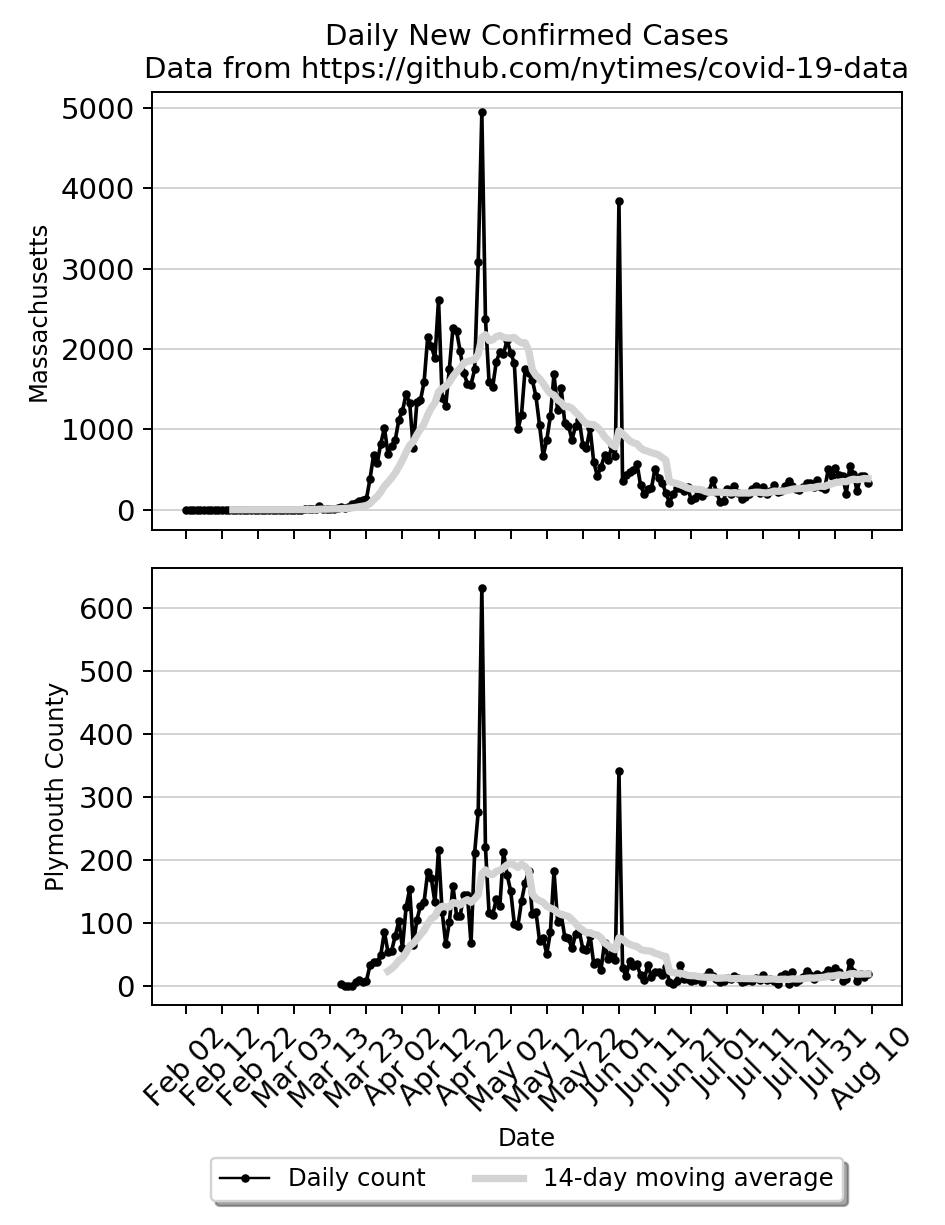 Daily New Confirmed Cases
Data from https://github.com/nytimes/covid-19-data
Massachusetts
5000
4000
3000
2000
1000
0
Plymouth County
600
500
400
300
200
100
0
Feb 02
Feb 12
Feb 22
Mar 03
Mar 13
Mar 23
Apr 02
Apr 12
Apr 22
May 02
May 12
May 22
Jun 01
Jun 11
Jun 21
Jul 01
Jul 11
Jul 21
Jul 31
Aug 10
Date
Daily count
14-day moving average